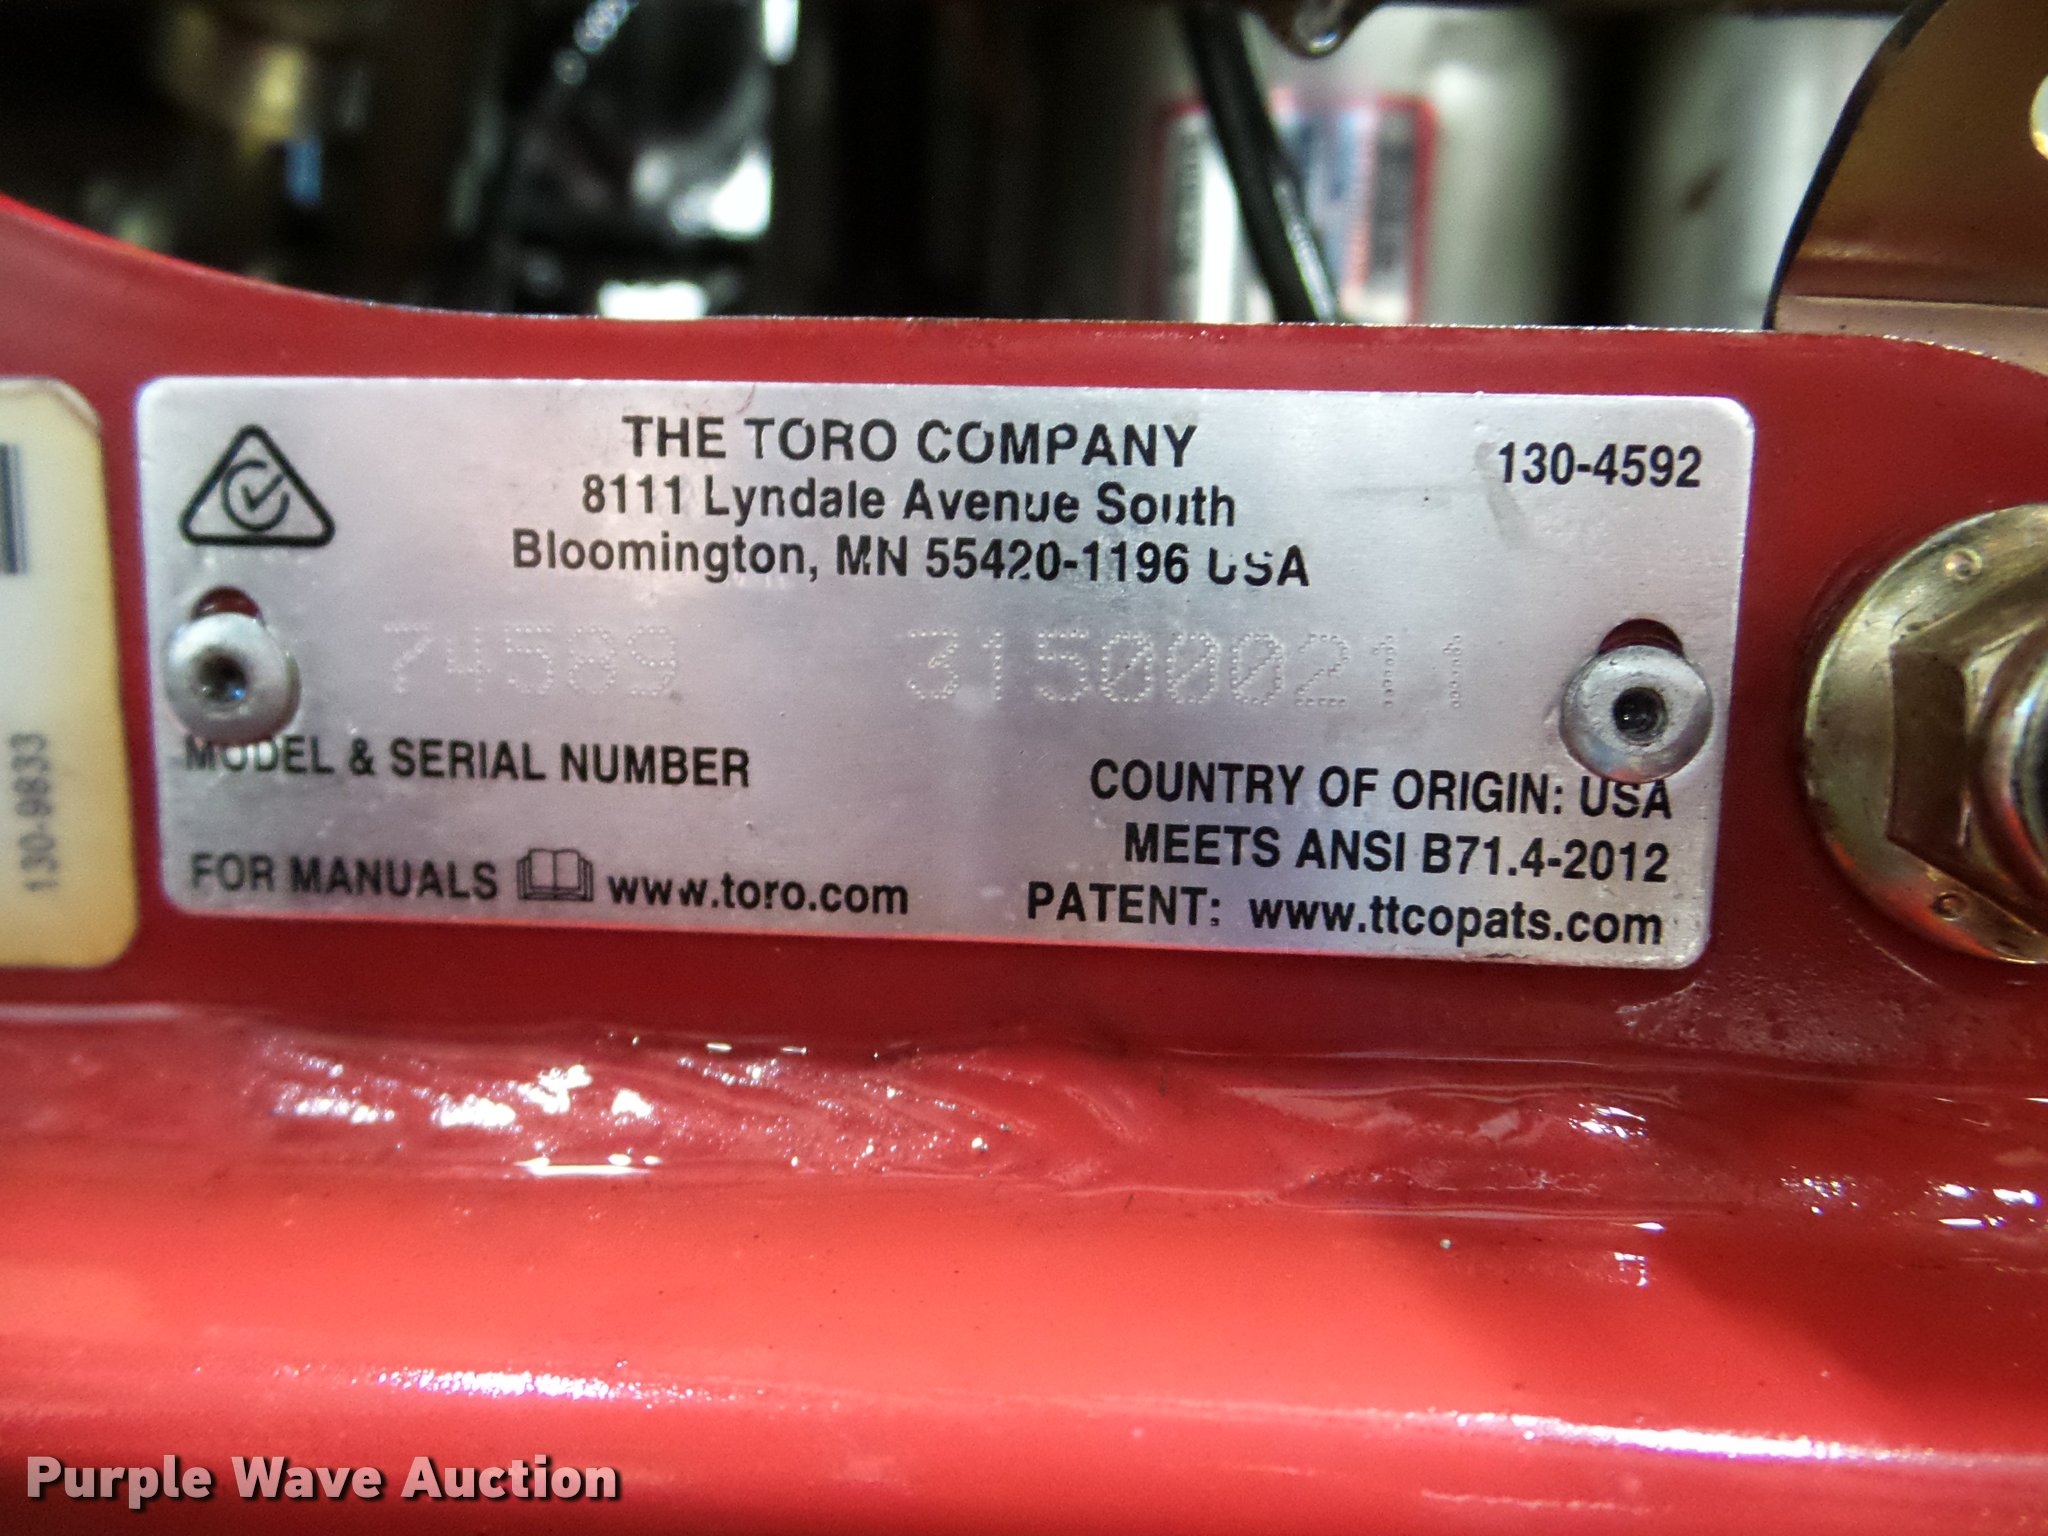 THE TORO COMPANY
130-4592
8111 Lyndale Avenue South
Bloomington, MN 55420-1196 USA
74589 315000211
MODEL & SERIAL NUMBER
COUNTRY OF ORIGIN: USA
MEETS ANSI B71.4-2012
FOR MANUALS www.toro.com
PATENT: www.ttcopats.com
130-9833
Purple Wave Auction